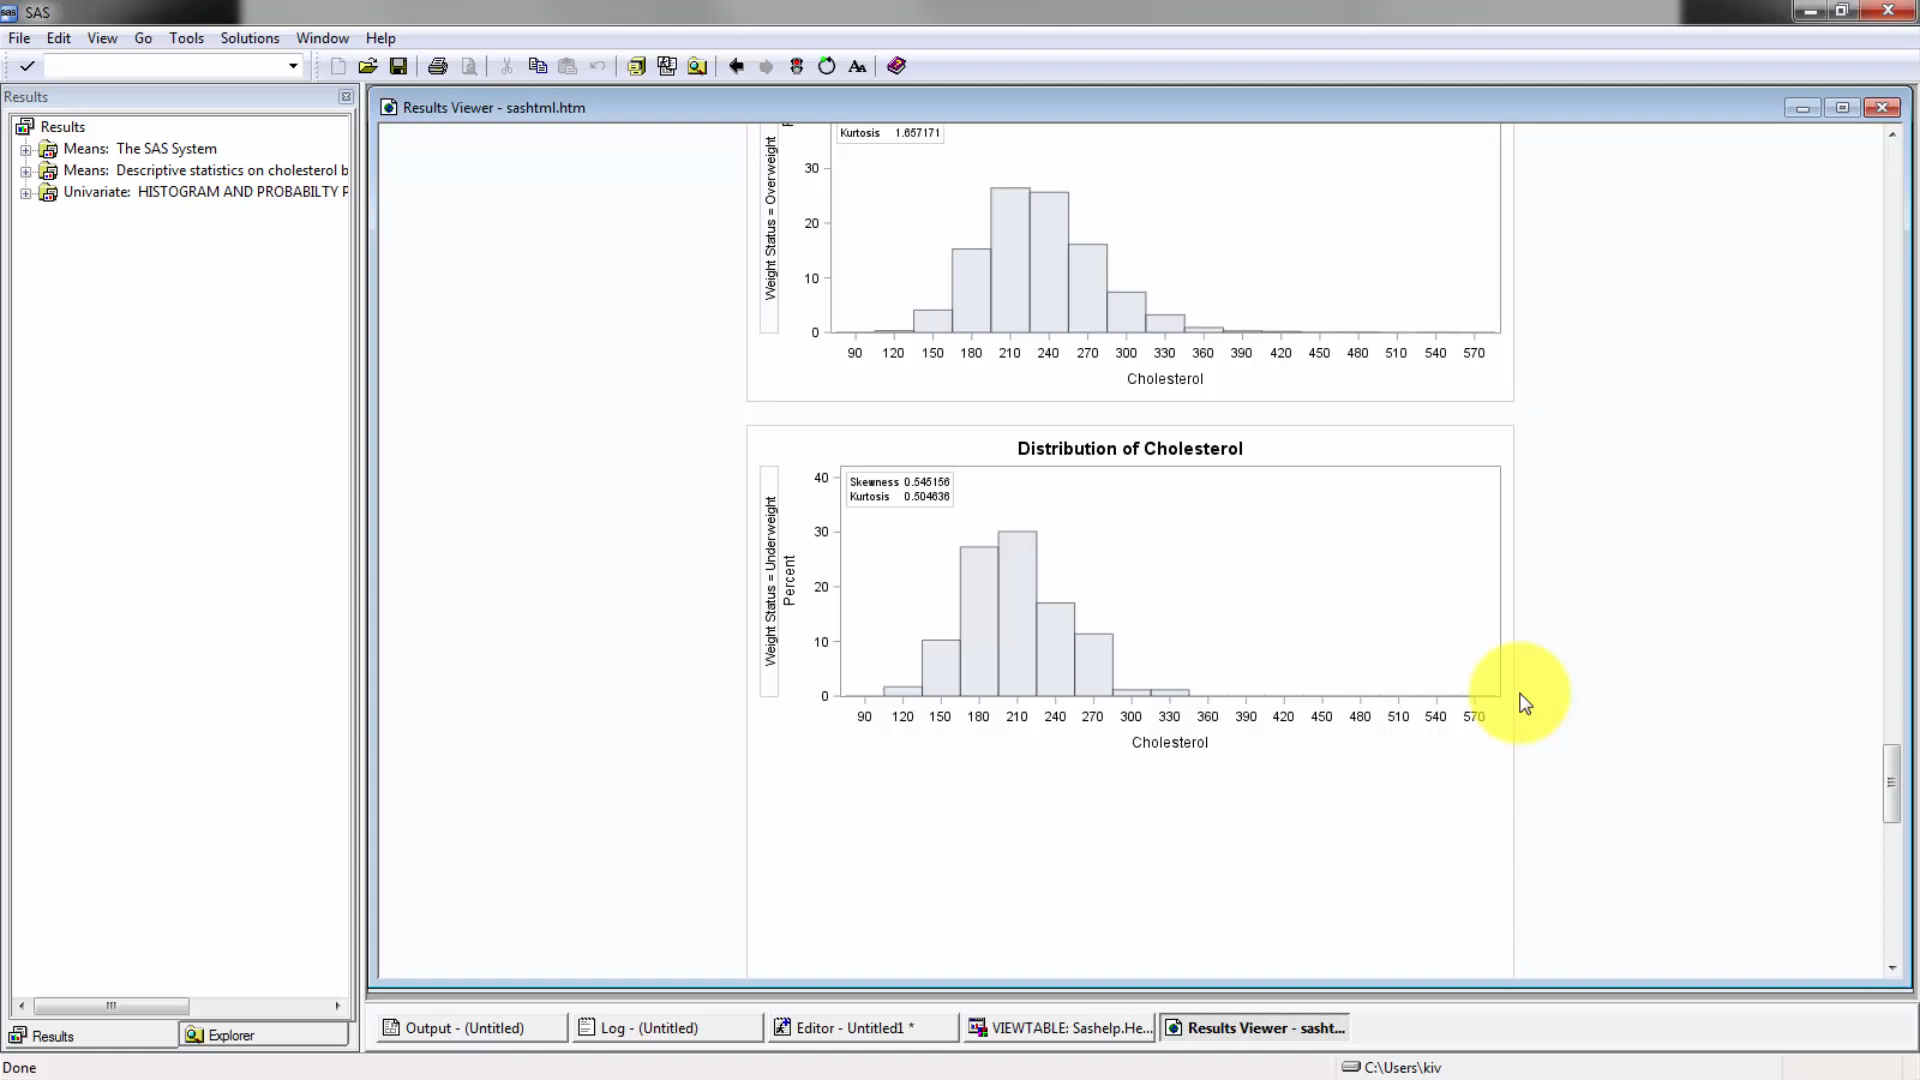 SAS
File Edit View Go Tools Solutions Window Help
Results
Results
Means: The SAS System
Means: Descriptive statistics on cholesterol b
Univariate: HISTOGRAM AND PROBABILTY P
Results Explorer
Results Viewer - sashtml.htm
Kurtosis 1.657171
Weight Status = Overweight
30
20
10
0
90 120 150 180 210 240 270 300 330 360 390 420 450 480 510 540 570
Cholesterol
Distribution of Cholesterol
Skewness 0.545156
Kurtosis 0.504636
Weight Status = Underweight
Percent
40
30
20
10
0
90 120 150 180 210 240 270 300 330 360 390 420 450 480 510 540 570
Cholesterol
Output - (Untitled) Log - (Untitled) Editor - Untitled1 * VIEWTABLE: Sashelp.He... Results Viewer - sasht...
Done C:\Users\kiv